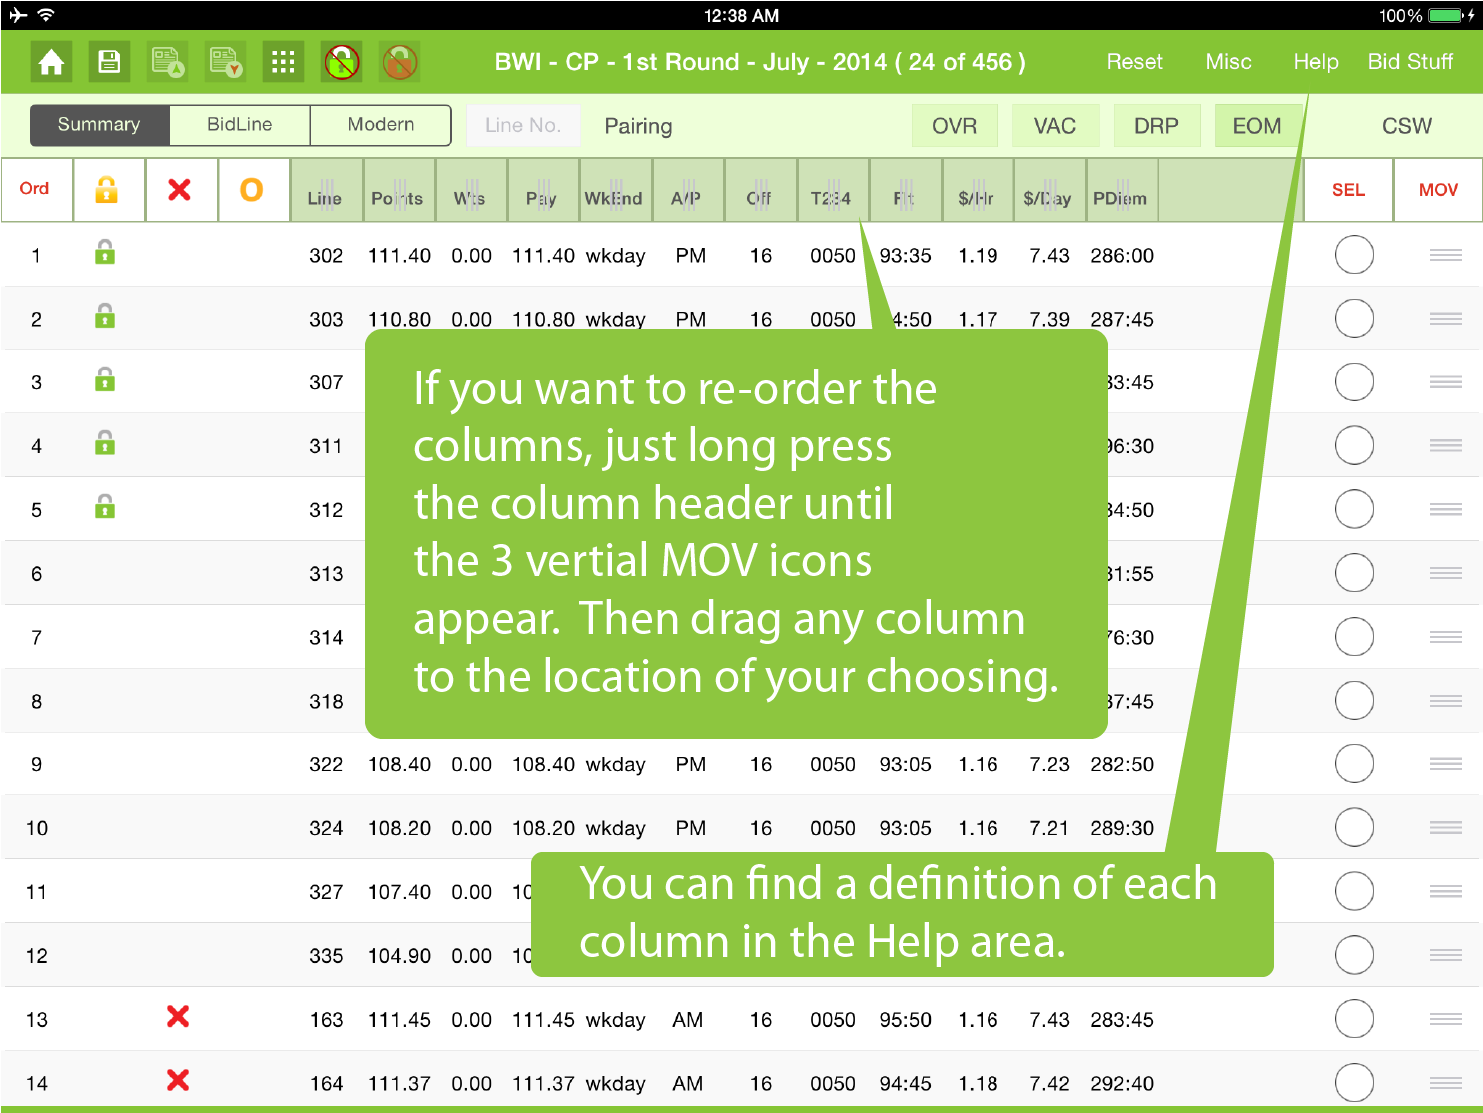 12:38 AM
100%
BWI - CP - 1st Round - July - 2014 ( 24 of 456 )
Reset Misc Help Bid Stuff
Summary BidLine Modern Line No. Pairing OVR VAC DRP EOM CSW
Ord O Line Points Wts Pay WkEnd A/P Off T234 Flt $/Hr $/Day PDiem SEL MOV
1 302 111.40 0.00 111.40 wkday PM 16 0050 93:35 1.19 7.43 286:00
2 303 110.80 0.00 110.80 wkday PM 16 0050 4:50 1.17 7.39 287:45
3 307 33:45
4 311 96:30
5 312 34:50
6 313 31:55
7 314 76:30
8 318 37:45
If you want to re-order the
columns, just long press
the column header until
the 3 vertial MOV icons
appear. Then drag any column
to the location of your choosing.
9 322 108.40 0.00 108.40 wkday PM 16 0050 93:05 1.16 7.23 282:50
10 324 108.20 0.00 108.20 wkday PM 16 0050 93:05 1.16 7.21 289:30
11 327 107.40 0.00 10
12 335 104.90 0.00 10
You can find a definition of each
column in the Help area.
13 163 111.45 0.00 111.45 wkday AM 16 0050 95:50 1.16 7.43 283:45
14 164 111.37 0.00 111.37 wkday AM 16 0050 94:45 1.18 7.42 292:40